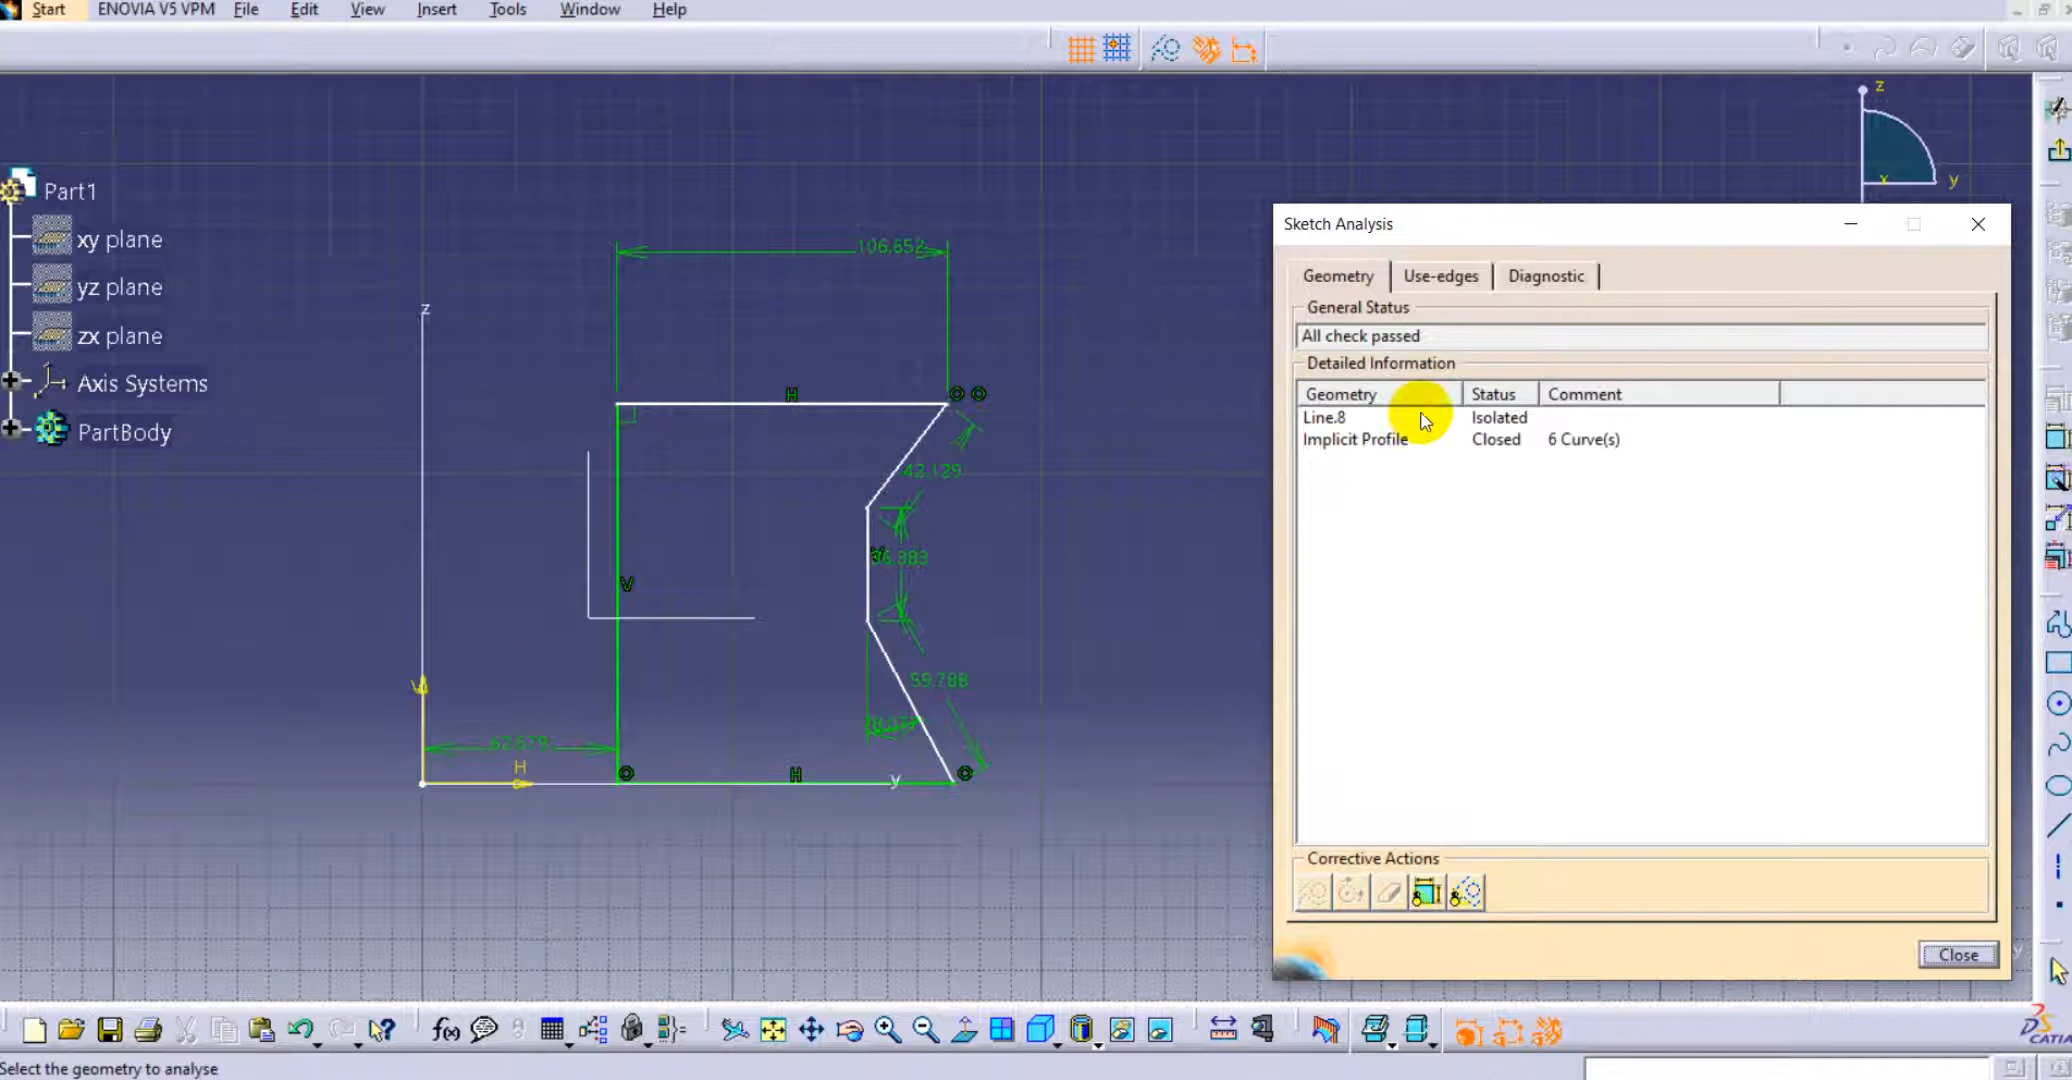 Start ENOVIA V5 VPM File Edit View Insert Tools Window Help
z
x
y
Part1
xy plane
yz plane
zx plane
Axis Systems
PartBody
z
106.652
H
42.129
V
59.788
H
H
y
Sketch Analysis
Geometry Use-edges Diagnostic
General Status
All check passed
Detailed Information
Geometry Status Comment
Line.8 Isolated
Implicit Profile Closed 6 Curve(s)
Corrective Actions
Close
f(x)
CATIA
Select the geometry to analyse